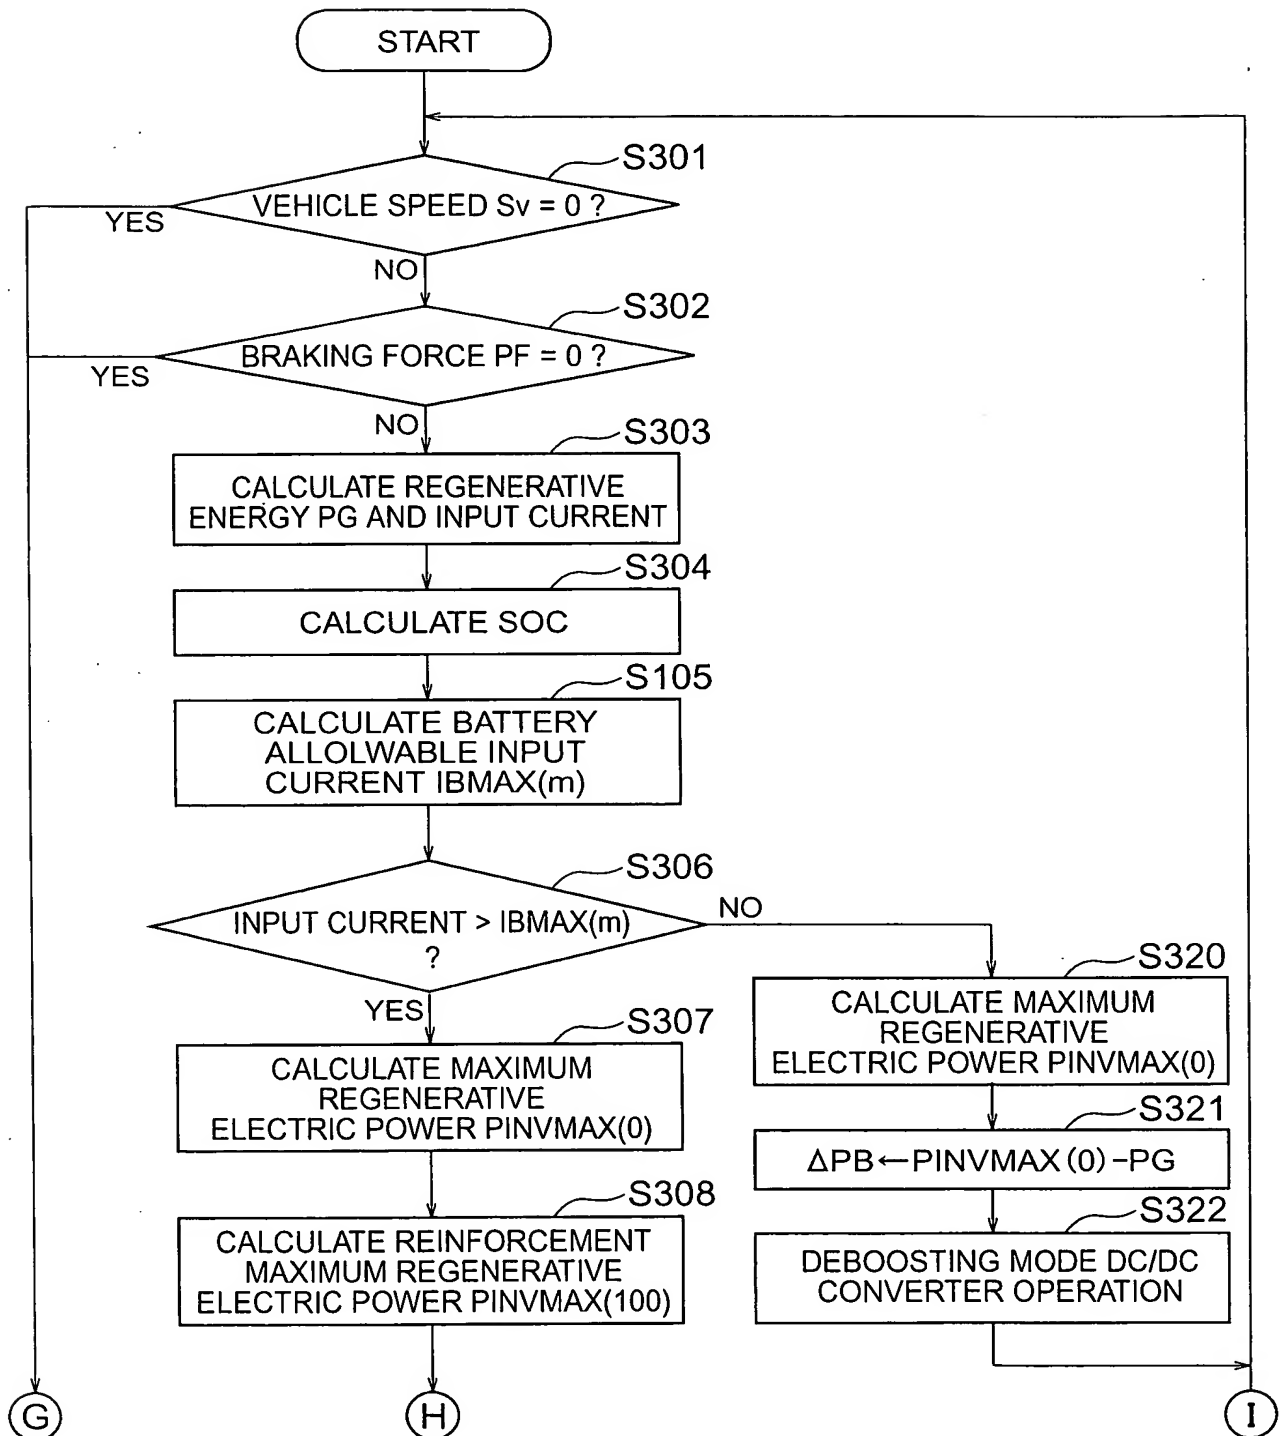 START
S301
VEHICLE SPEED Sv = 0 ?
YES
NO
S302
BRAKING FORCE PF = 0 ?
YES
NO
S303
CALCULATE REGENERATIVE
ENERGY PG AND INPUT CURRENT
S304
CALCULATE SOC
S105
CALCULATE BATTERY
ALLOLWABLE INPUT
CURRENT IBMAX(m)
S306
INPUT CURRENT > IBMAX(m)
?
NO
YES
S307
CALCULATE MAXIMUM
REGENERATIVE
ELECTRIC POWER PINVMAX(0)
S308
CALCULATE REINFORCEMENT
MAXIMUM REGENERATIVE
ELECTRIC POWER PINVMAX(100)
S320
CALCULATE MAXIMUM
REGENERATIVE
ELECTRIC POWER PINVMAX(0)
S321
ΔPB←PINVMAX(0)-PG
S322
DEBOOSTING MODE DC/DC
CONVERTER OPERATION
G
H
I